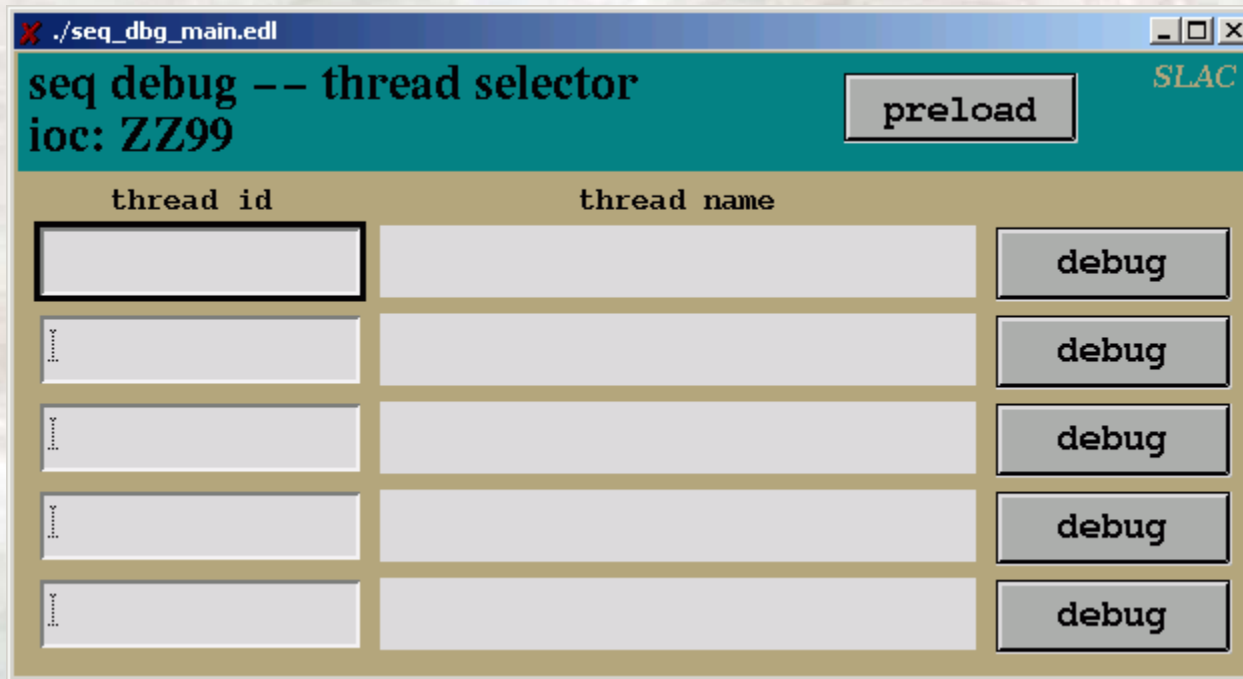 ./seq_dbg_main.edl
seq debug -- thread selector
ioc: ZZ99
preload
SLAC
thread id thread name
debug
debug
debug
debug
debug